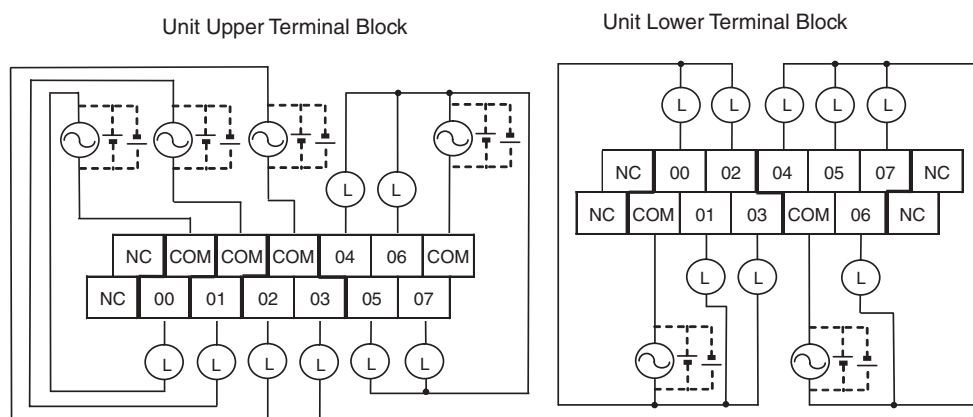 Unit Upper Terminal Block
L L
NC COM COM COM 04 06 COM
NC 00 01 02 03 05 07
L L L L L L
Unit Lower Terminal Block
L L L L L
NC 00 02 04 05 07 NC
NC COM 01 03 COM 06 NC
L L L